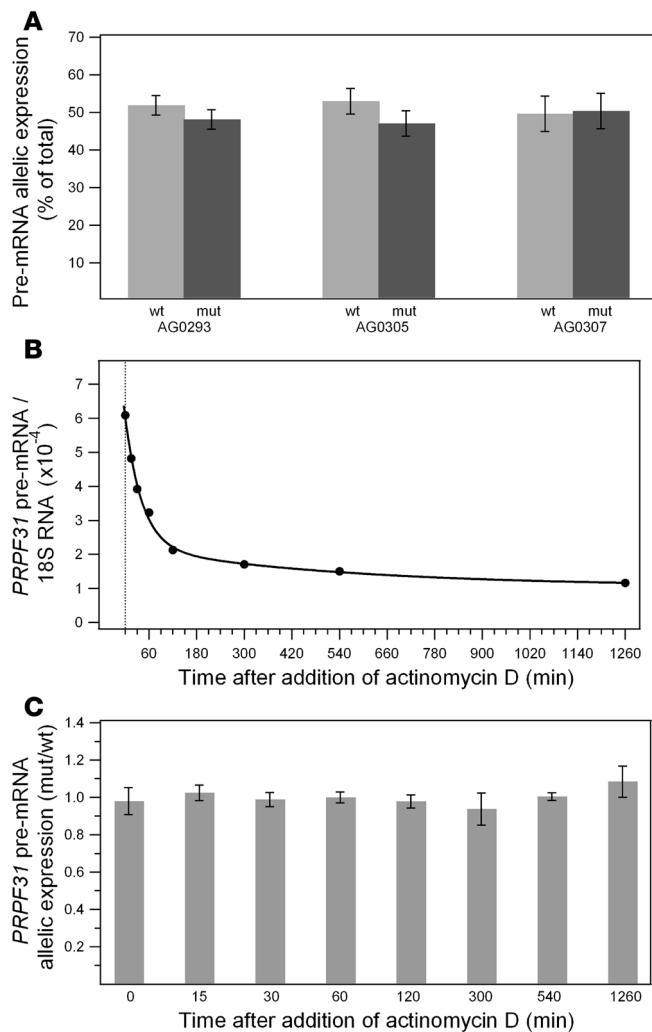 A
Pre-mRNA allelic expression
(% of total)
70
60
50
40
30
20
10
wt mut wt mut wt mut
AG0293 AG0305 AG0307
B
PRPF31 pre-mRNA /
18S RNA (x10⁻⁴)
7
6
5
4
3
2
1
0
60 180 300 420 540 660 780 900 1020 1140 1260
Time after addition of actinomycin D (min)
C
PRPF31 pre-mRNA
allelic expression (mut/wt)
1.4
1.2
1.0
0.8
0.6
0.4
0.2
0 15 30 60 120 300 540 1260
Time after addition of actinomycin D (min)